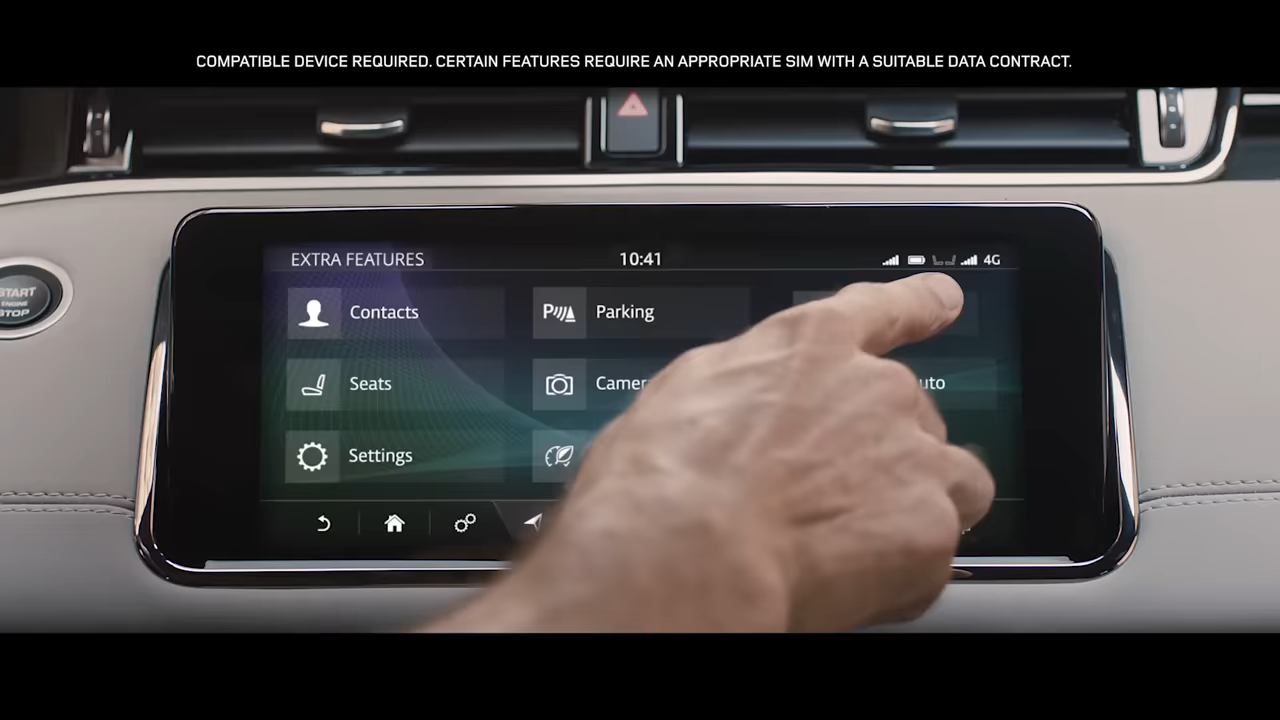 COMPATIBLE DEVICE REQUIRED. CERTAIN FEATURES REQUIRE AN APPROPRIATE SIM WITH A SUITABLE DATA CONTRACT.
EXTRA FEATURES 10:41 4G
START
ENGINE
STOP
Contacts
Parking
Seats
Settings